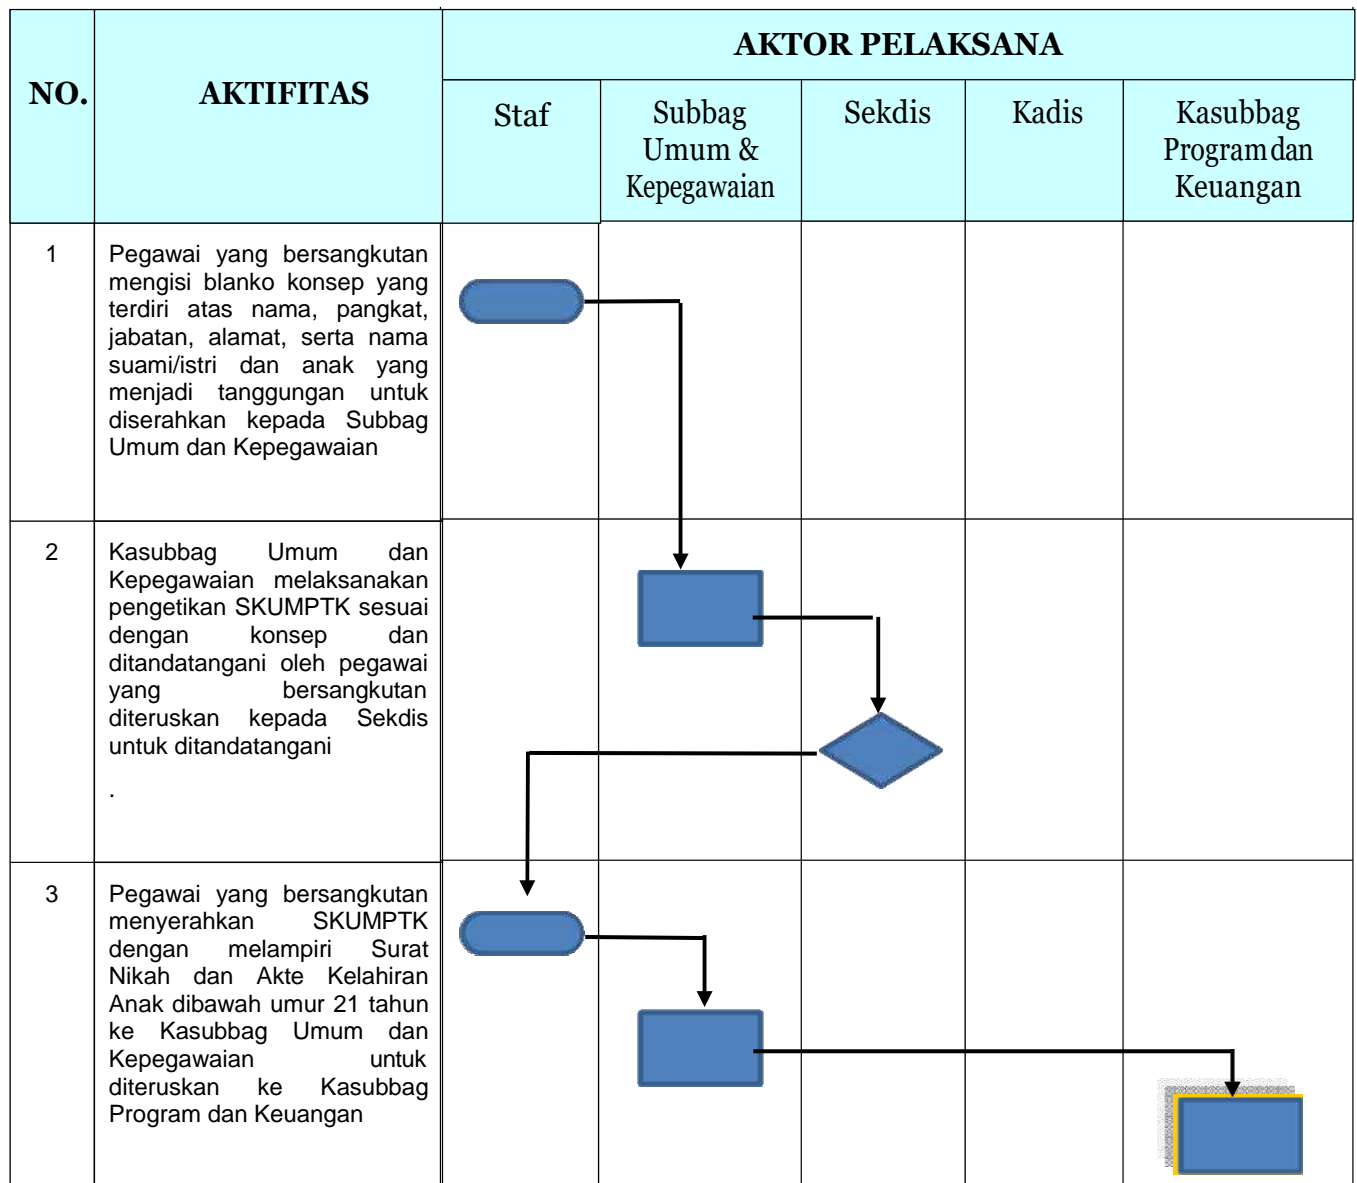 NO.
AKTIFITAS
AKTOR PELAKSANA
Staf
Subbag
Umum &
Kepegawaian
Sekdis
Kadis
Kasubbag
Program dan
Keuangan
1
Pegawai yang bersangkutan
mengisi blanko konsep yang
terdiri atas nama, pangkat,
jabatan, alamat, serta nama
suami/istri dan anak yang
menjadi tanggungan untuk
diserahkan kepada Subbag
Umum dan Kepegawaian
2
Kasubbag Umum dan
Kepegawaian melaksanakan
pengetikan SKUMPTK sesuai
dengan konsep dan
ditandatangani oleh pegawai
yang bersangkutan
diteruskan kepada Sekdis
untuk ditandatangani
.
3
Pegawai yang bersangkutan
menyerahkan SKUMPTK
dengan melampiri Surat
Nikah dan Akte Kelahiran
Anak dibawah umur 21 tahun
ke Kasubbag Umum dan
Kepegawaian untuk
diteruskan ke Kasubbag
Program dan Keuangan